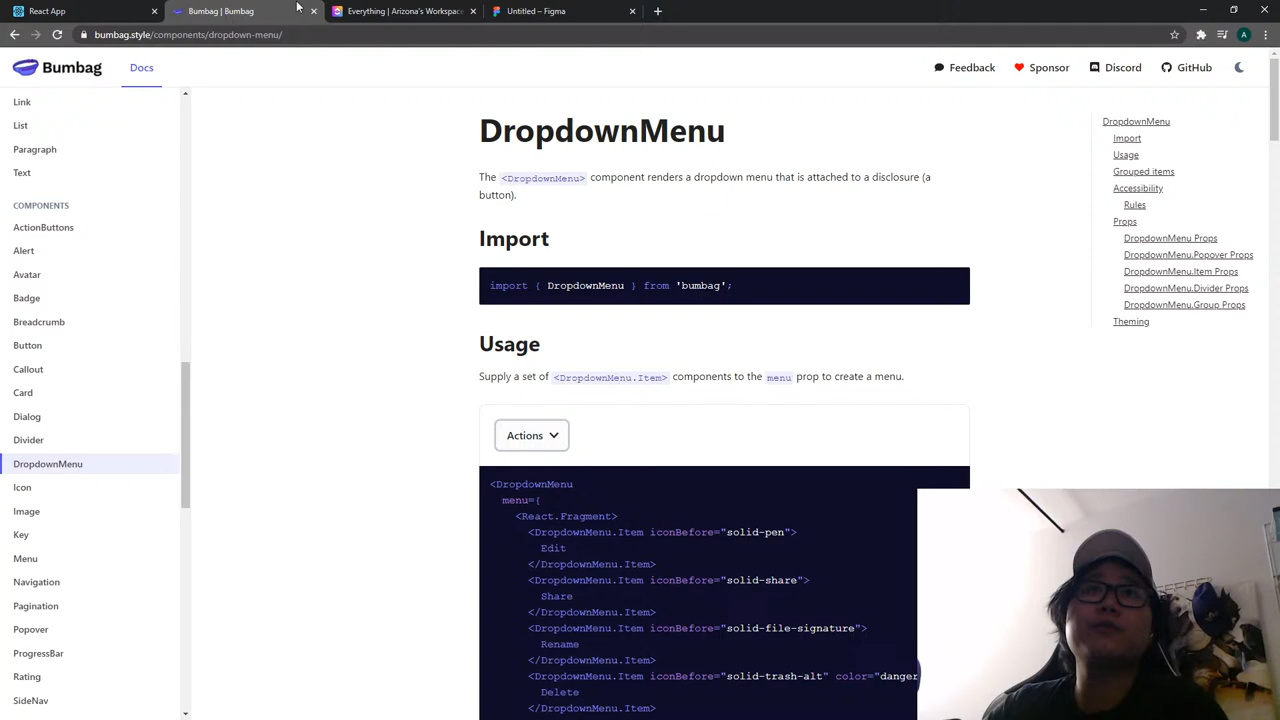 React App
Bumbag | Bumbag
Everything | Arizona's Workspace
Untitled – Figma
bumbag.style/components/dropdown-menu/
A
Bumbag
Docs
Feedback
Sponsor
Discord
GitHub
Link
List
Paragraph
Text
COMPONENTS
ActionButtons
Alert
Avatar
Badge
Breadcrumb
Button
Callout
Card
Dialog
Divider
DropdownMenu
Icon
Image
Key
Menu
Navigation
Pagination
Popover
ProgressBar
Rating
SideNav
DropdownMenu
The <DropdownMenu> component renders a dropdown menu that is attached to a disclosure (a
button).
Import
import { DropdownMenu } from 'bumbag';
Usage
Supply a set of <DropdownMenu.Item> components to the menu prop to create a menu.
Actions
<DropdownMenu
menu={
<React.Fragment>
<DropdownMenu.Item iconBefore="solid-pen">
Edit
</DropdownMenu.Item>
<DropdownMenu.Item iconBefore="solid-share">
Share
</DropdownMenu.Item>
<DropdownMenu.Item iconBefore="solid-file-signature">
Rename
</DropdownMenu.Item>
<DropdownMenu.Item iconBefore="solid-trash-alt" color="danger
Delete
</DropdownMenu.Item>
DropdownMenu
Import
Usage
Grouped items
Accessibility
Rules
Props
DropdownMenu Props
DropdownMenu.Popover Props
DropdownMenu.Item Props
DropdownMenu.Divider Props
DropdownMenu.Group Props
Theming